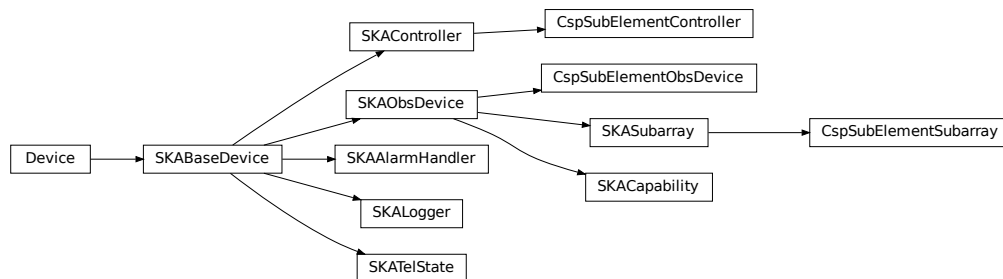 CspSubElementController
SKAController
CspSubElementObsDevice
SKAObsDevice
SKASubarray
CspSubElementSubarray
Device
SKABaseDevice
SKAAlarmHandler
SKACapability
SKALogger
SKATelState